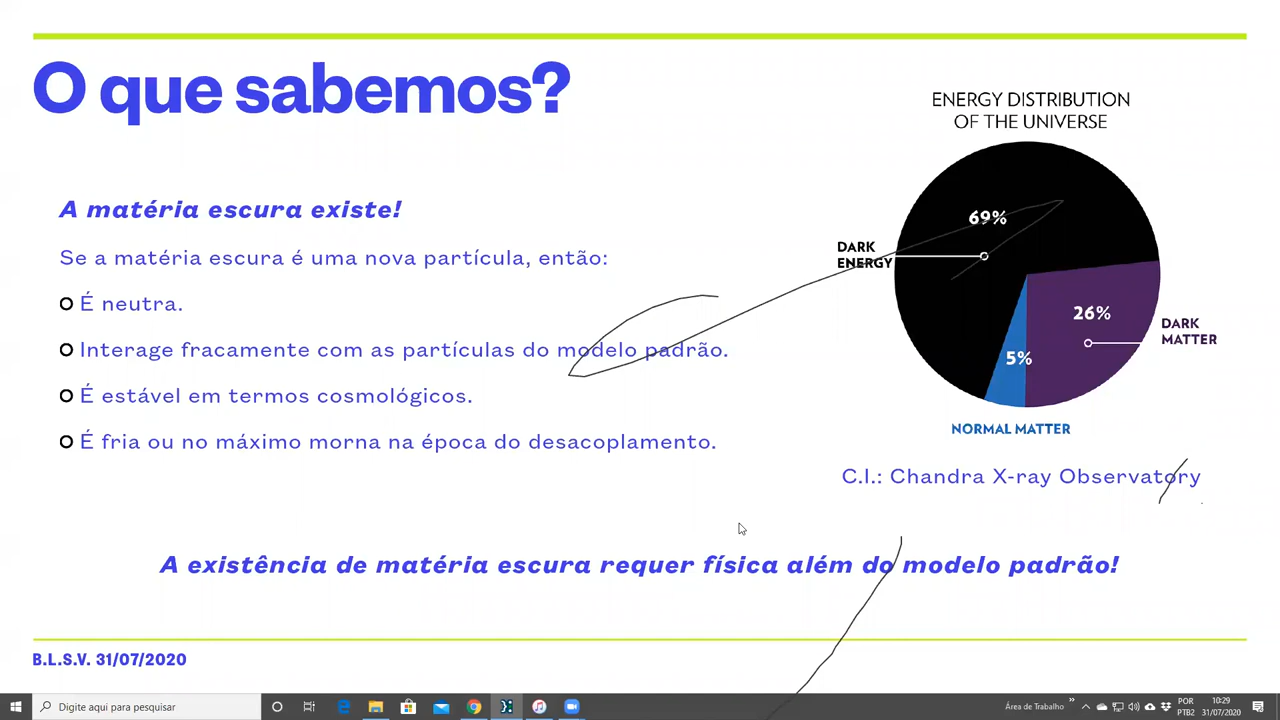 O que sabemos?
A matéria escura existe!
Se a matéria escura é uma nova partícula, então:
É neutra.
Interage fracamente com as partículas do modelo padrão.
É estável em termos cosmológicos.
É fria ou no máximo morna na época do desacoplamento.
ENERGY DISTRIBUTION
OF THE UNIVERSE
69%
DARK
ENERGY
26%
DARK
MATTER
5%
NORMAL MATTER
C.I.: Chandra X-ray Observatory
A existência de matéria escura requer física além do modelo padrão!
B.L.S.V. 31/07/2020
Digite aqui para pesquisar
Área de Trabalho
POR
PTB2
10:29
31/07/2020